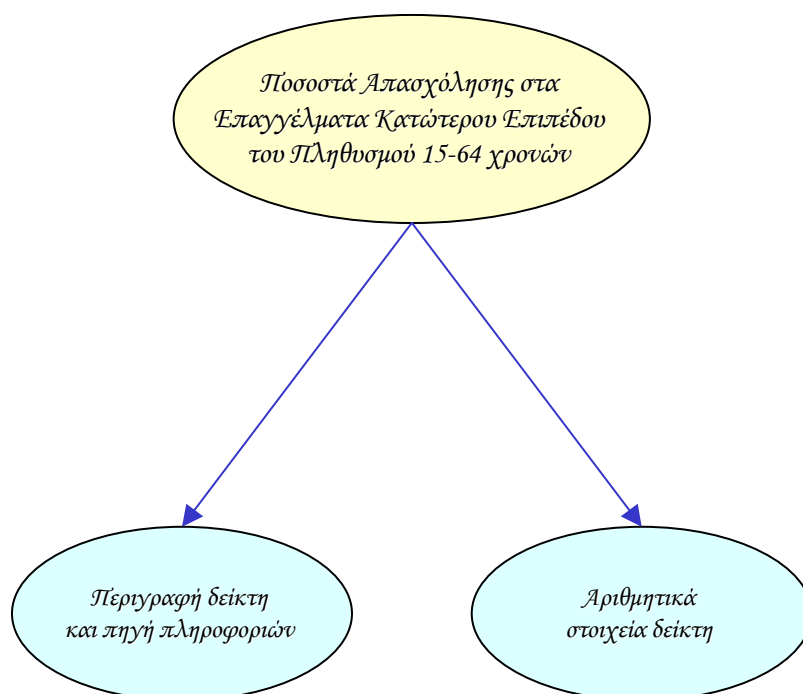 Ποσοστά Απασχόλησης στα
Επαγγέλματα Κατώτερου Επιπέδου
του Πληθυσμού 15-64 χρονών
Περιγραφή δείκτη
και πηγή πληροφοριών
Αριθμητικά
στοιχεία δείκτη